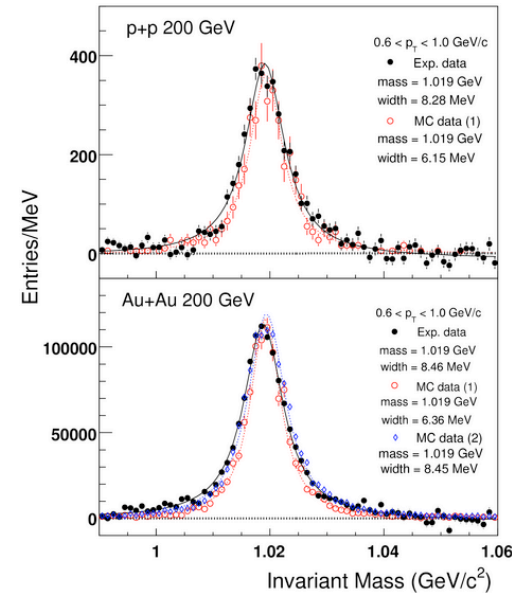 p+p 200 GeV
0.6 < p_T < 1.0 GeV/c
Exp. data
mass = 1.019 GeV
width = 8.28 MeV
MC data (1)
mass = 1.019 GeV
width = 6.15 MeV
400
200
0
Entries/MeV
Au+Au 200 GeV
0.6 < p_T < 1.0 GeV/c
Exp. data
mass = 1.019 GeV
width = 8.46 MeV
MC data (1)
mass = 1.019 GeV
width = 6.36 MeV
MC data (2)
mass = 1.019 GeV
width = 8.45 MeV
100000
50000
0
1 1.02 1.04 1.06
Invariant Mass (GeV/c²)